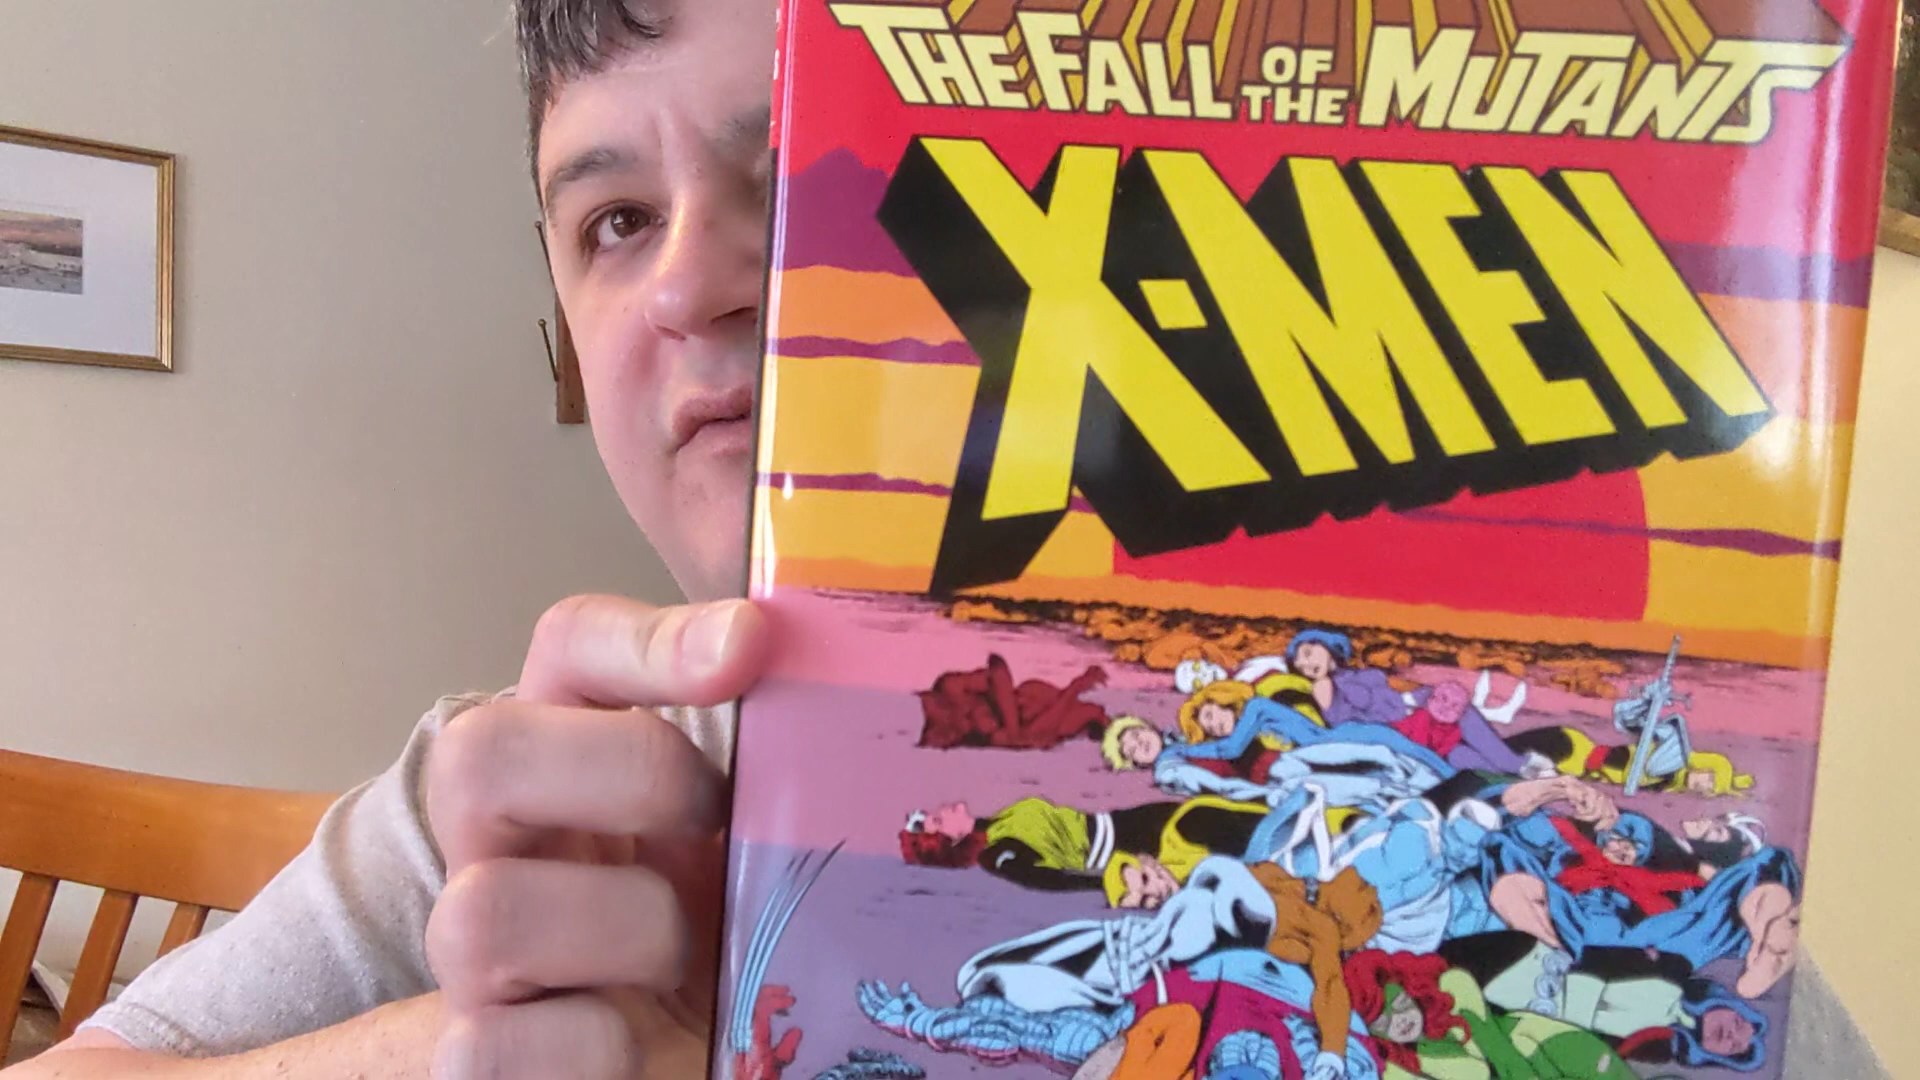 THE FALL OF THE MUTANTS
X-MEN